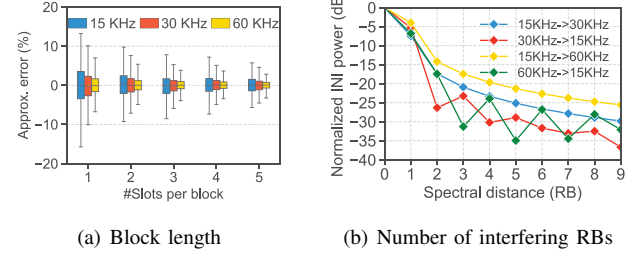 15 KHz 30 KHz 60 KHz
Approx. error (%)
20
10
0
−10
−20
1 2 3 4 5
#Slots per block
(a) Block length
Normalized INI power (dB
0
−5
−10
−15
−20
−25
−30
−35
−40
15KHz->30KHz
30KHz->15KHz
15KHz->60KHz
60KHz->15KHz
0 1 2 3 4 5 6 7 8 9
Spectral distance (RB)
(b) Number of interfering RBs